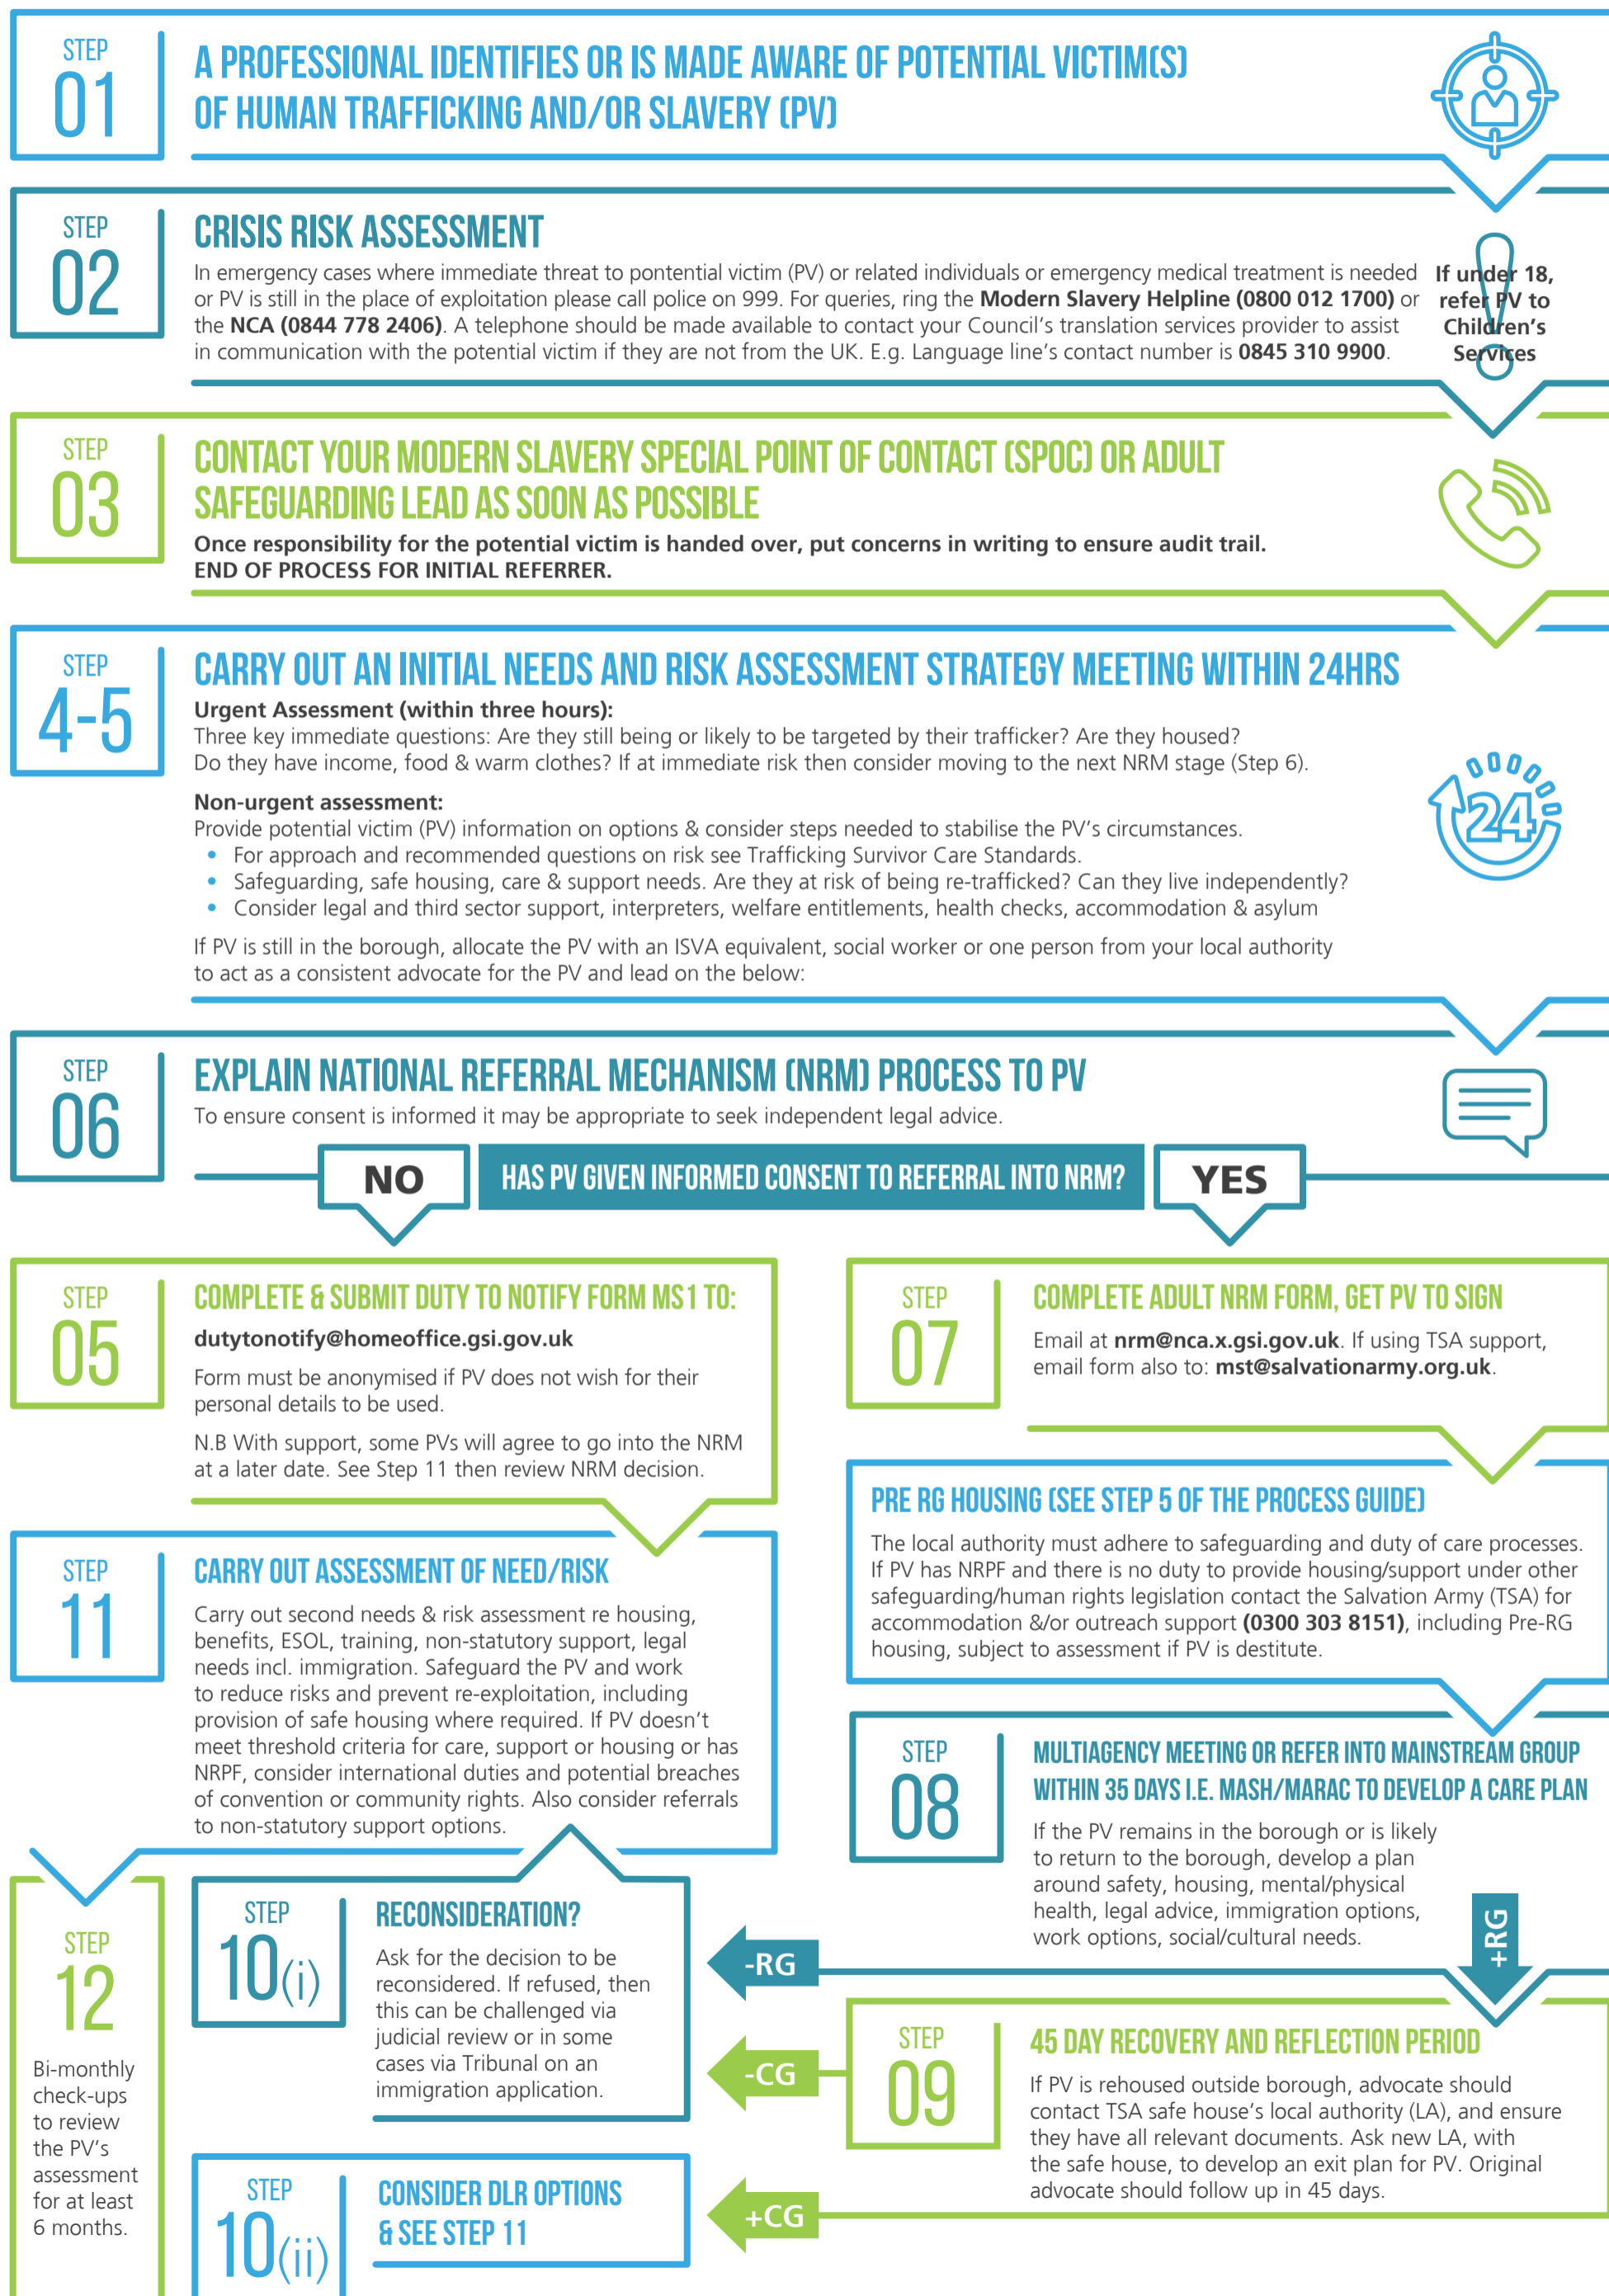 STEP
01
A PROFESSIONAL IDENTIFIES OR IS MADE AWARE OF POTENTIAL VICTIM(S)
OF HUMAN TRAFFICKING AND/OR SLAVERY (PV)
STEP
02
CRISIS RISK ASSESSMENT
In emergency cases where immediate threat to pontential victim (PV) or related individuals or emergency medical treatment is needed
or PV is still in the place of exploitation please call police on 999. For queries, ring the Modern Slavery Helpline (0800 012 1700) or
the NCA (0844 778 2406). A telephone should be made available to contact your Council's translation services provider to assist
in communication with the potential victim if they are not from the UK. E.g. Language line's contact number is 0845 310 9900.
If under 18,
refer PV to
Children's
Services
STEP
03
CONTACT YOUR MODERN SLAVERY SPECIAL POINT OF CONTACT (SPOC) OR ADULT
SAFEGUARDING LEAD AS SOON AS POSSIBLE
Once responsibility for the potential victim is handed over, put concerns in writing to ensure audit trail.
END OF PROCESS FOR INITIAL REFERRER.
STEP
4-5
CARRY OUT AN INITIAL NEEDS AND RISK ASSESSMENT STRATEGY MEETING WITHIN 24HRS
Urgent Assessment (within three hours):
Three key immediate questions: Are they still being or likely to be targeted by their trafficker? Are they housed?
Do they have income, food & warm clothes? If at immediate risk then consider moving to the next NRM stage (Step 6).
Non-urgent assessment:
Provide potential victim (PV) information on options & consider steps needed to stabilise the PV's circumstances.
• For approach and recommended questions on risk see Trafficking Survivor Care Standards.
• Safeguarding, safe housing, care & support needs. Are they at risk of being re-trafficked? Can they live independently?
• Consider legal and third sector support, interpreters, welfare entitlements, health checks, accommodation & asylum
If PV is still in the borough, allocate the PV with an ISVA equivalent, social worker or one person from your local authority
to act as a consistent advocate for the PV and lead on the below:
24
STEP
06
EXPLAIN NATIONAL REFERRAL MECHANISM (NRM) PROCESS TO PV
To ensure consent is informed it may be appropriate to seek independent legal advice.
NO
HAS PV GIVEN INFORMED CONSENT TO REFERRAL INTO NRM?
YES
STEP
05
COMPLETE & SUBMIT DUTY TO NOTIFY FORM MS1 TO:
dutytonotify@homeoffice.gsi.gov.uk
Form must be anonymised if PV does not wish for their
personal details to be used.
N.B With support, some PVs will agree to go into the NRM
at a later date. See Step 11 then review NRM decision.
STEP
07
COMPLETE ADULT NRM FORM, GET PV TO SIGN
Email at nrm@nca.x.gsi.gov.uk. If using TSA support,
email form also to: mst@salvationarmy.org.uk.
PRE RG HOUSING (SEE STEP 5 OF THE PROCESS GUIDE)
The local authority must adhere to safeguarding and duty of care processes.
If PV has NRPF and there is no duty to provide housing/support under other
safeguarding/human rights legislation contact the Salvation Army (TSA) for
accommodation &/or outreach support (0300 303 8151), including Pre-RG
housing, subject to assessment if PV is destitute.
STEP
11
CARRY OUT ASSESSMENT OF NEED/RISK
Carry out second needs & risk assessment re housing,
benefits, ESOL, training, non-statutory support, legal
needs incl. immigration. Safeguard the PV and work
to reduce risks and prevent re-exploitation, including
provision of safe housing where required. If PV doesn't
meet threshold criteria for care, support or housing or has
NRPF, consider international duties and potential breaches
of convention or community rights. Also consider referrals
to non-statutory support options.
STEP
08
MULTIAGENCY MEETING OR REFER INTO MAINSTREAM GROUP
WITHIN 35 DAYS I.E. MASH/MARAC TO DEVELOP A CARE PLAN
If the PV remains in the borough or is likely
to return to the borough, develop a plan
around safety, housing, mental/physical
health, legal advice, immigration options,
work options, social/cultural needs.
+RG
STEP
12
Bi-monthly
check-ups
to review
the PV's
assessment
for at least
6 months.
STEP
10(i)
RECONSIDERATION?
Ask for the decision to be
reconsidered. If refused, then
this can be challenged via
judicial review or in some
cases via Tribunal on an
immigration application.
-RG
-CG
STEP
09
45 DAY RECOVERY AND REFLECTION PERIOD
If PV is rehoused outside borough, advocate should
contact TSA safe house's local authority (LA), and ensure
they have all relevant documents. Ask new LA, with
the safe house, to develop an exit plan for PV. Original
advocate should follow up in 45 days.
STEP
10(ii)
CONSIDER DLR OPTIONS
& SEE STEP 11
+CG